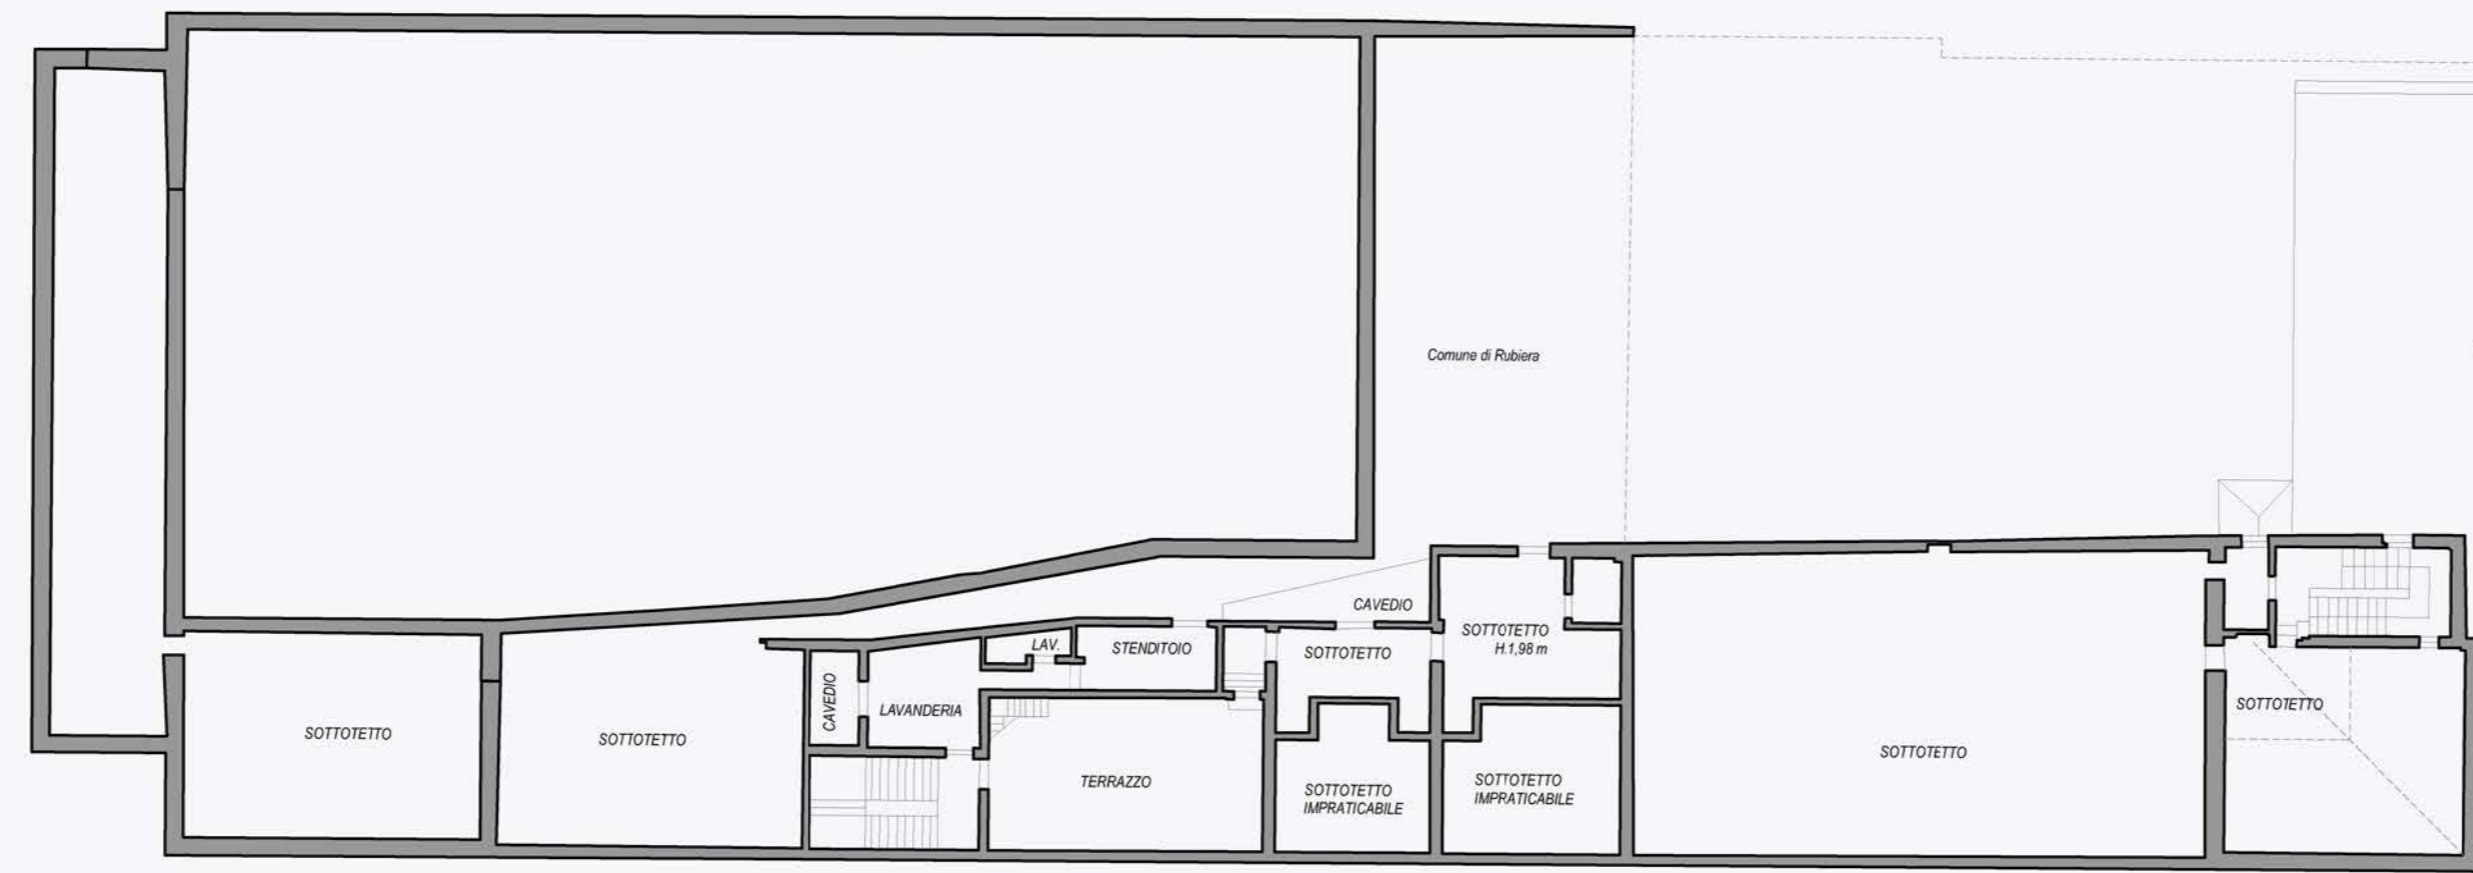 Comune di Rubiera
CAVEDIO
SOTTOTETTO
H.1,98 m
LAV.
STENDITOIO
SOTTOTETTO
CAVEDIO
LAVANDERIA
SOTTOTETTO
SOTTOTETTO
SOTTOTETTO
TERRAZZO
SOTTOTETTO
IMPRATICABILE
SOTTOTETTO
IMPRATICABILE
SOTTOTETTO